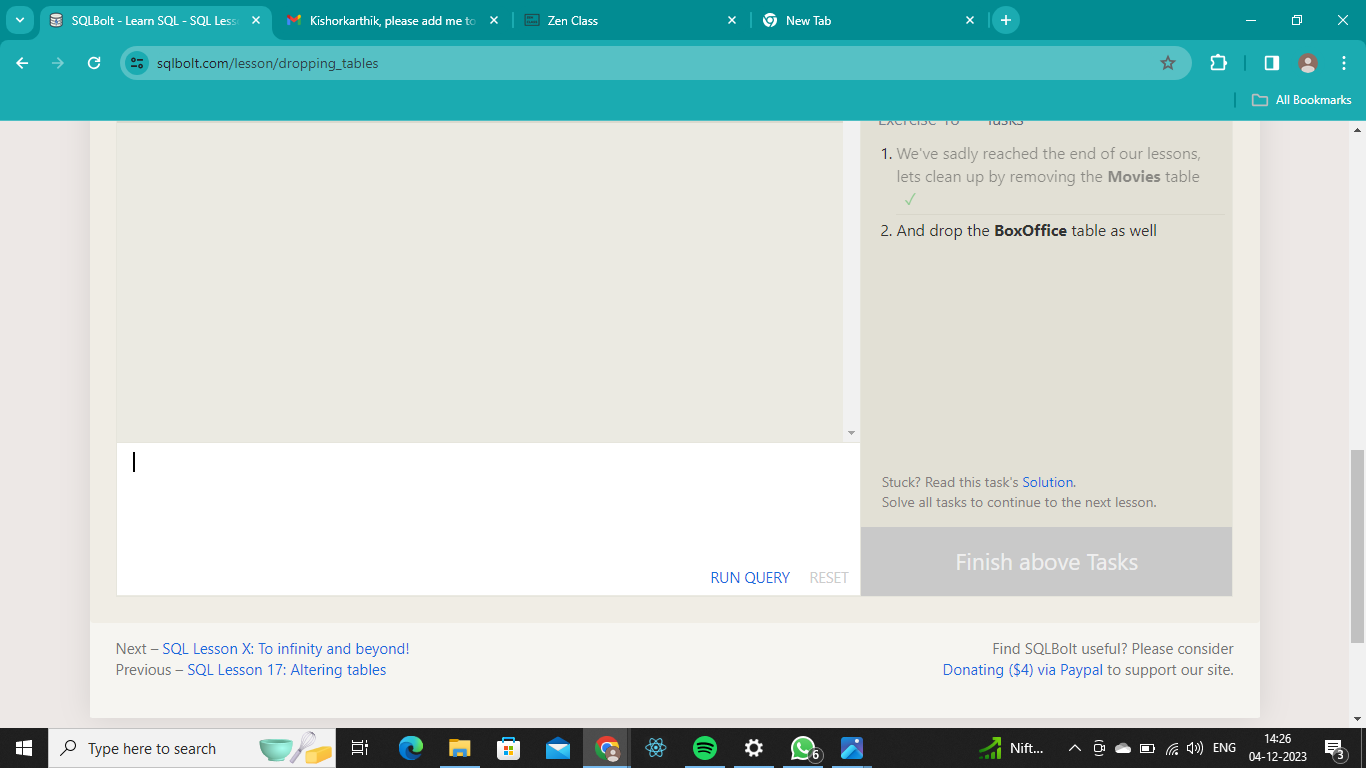 SQLBolt - Learn SQL - SQL Less
Kishorkarthik, please add me to
Zen Class
New Tab
sqlbolt.com/lesson/dropping_tables
All Bookmarks
Exercise 18 — Tasks
1. We've sadly reached the end of our lessons,
lets clean up by removing the Movies table
✓
2. And drop the BoxOffice table as well
Stuck? Read this task's Solution.
Solve all tasks to continue to the next lesson.
RUN QUERY RESET
Finish above Tasks
Next – SQL Lesson X: To infinity and beyond!
Previous – SQL Lesson 17: Altering tables
Find SQLBolt useful? Please consider
Donating ($4) via Paypal to support our site.
Type here to search
6
Nift...
ENG
14:26
04-12-2023
3